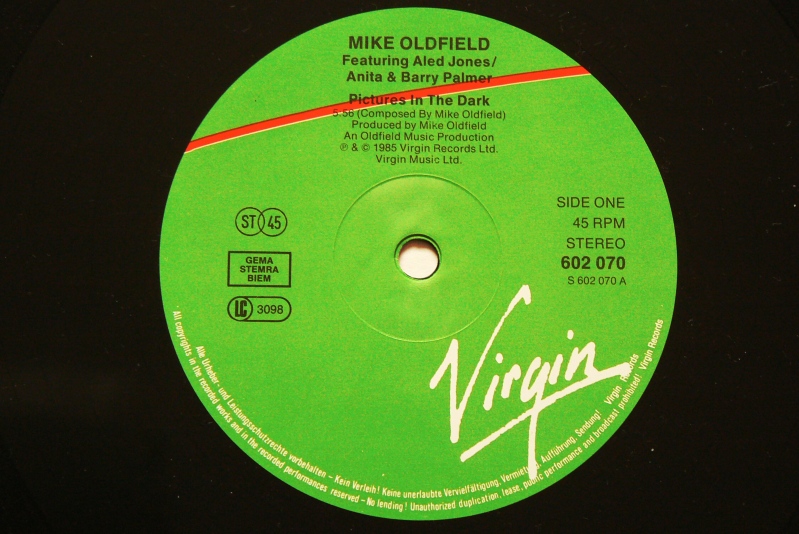 MIKE OLDFIELD
Featuring Aled Jones/
Anita & Barry Palmer
Pictures In The Dark
5:56 (Composed By Mike Oldfield)
Produced by Mike Oldfield
An Oldfield Music Production
℗ & © 1985 Virgin Records Ltd.
Virgin Music Ltd.
ST 45
GEMA
STEMRA
BIEM
LC 3098
SIDE ONE
45 RPM
STEREO
602 070
S 602 070 A
Virgin
Alle Urheber- und Leistungsschutzrechte vorbehalten – Kein Verleih! Keine unerlaubte Vervielfältigung, Vermietung, Aufführung, Sendung! Virgin Records
All copyrights in the recorded works and in the recorded performances reserved – No lending! Unauthorized duplication, lease, public performance and broadcast prohibited! Virgin Records